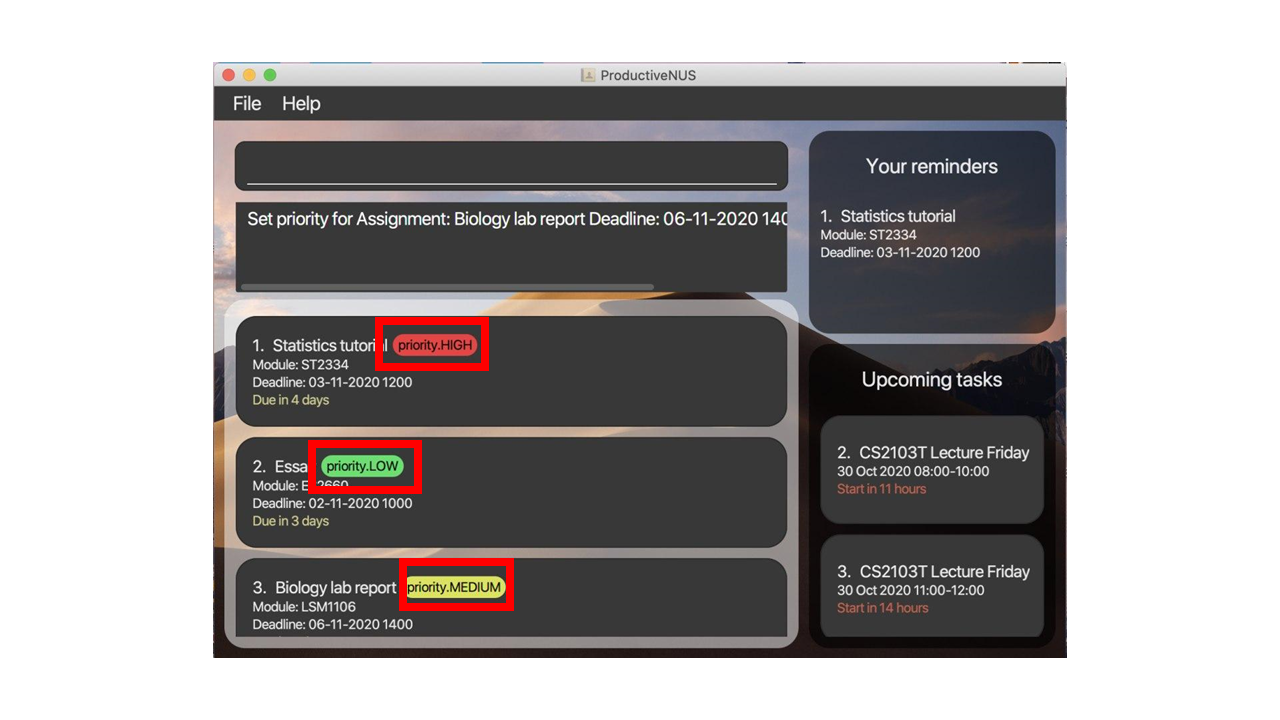 ProductiveNUS
File Help
Set priority for Assignment: Biology lab report Deadline: 06-11-2020
1. Statistics tutorial priority.HIGH
Module: ST2334
Deadline: 03-11-2020 1200
Due in 4 days
2. priority.LOW
Module:
Deadline: 02-11-2020 1000
Due in 3 days
3. Biology lab report priority.MEDIUM
Module: LSM1106
Deadline: 06-11-2020 1400
Your reminders
1. Statistics tutorial
Module: ST2334
Deadline: 03-11-2020 1200
Upcoming tasks
2. CS2103T Lecture Friday
30 Oct 2020 08:00-10:00
Start in 11 hours
3. CS2103T Lecture Friday
30 Oct 2020 11:00-12:00
Start in 14 hours